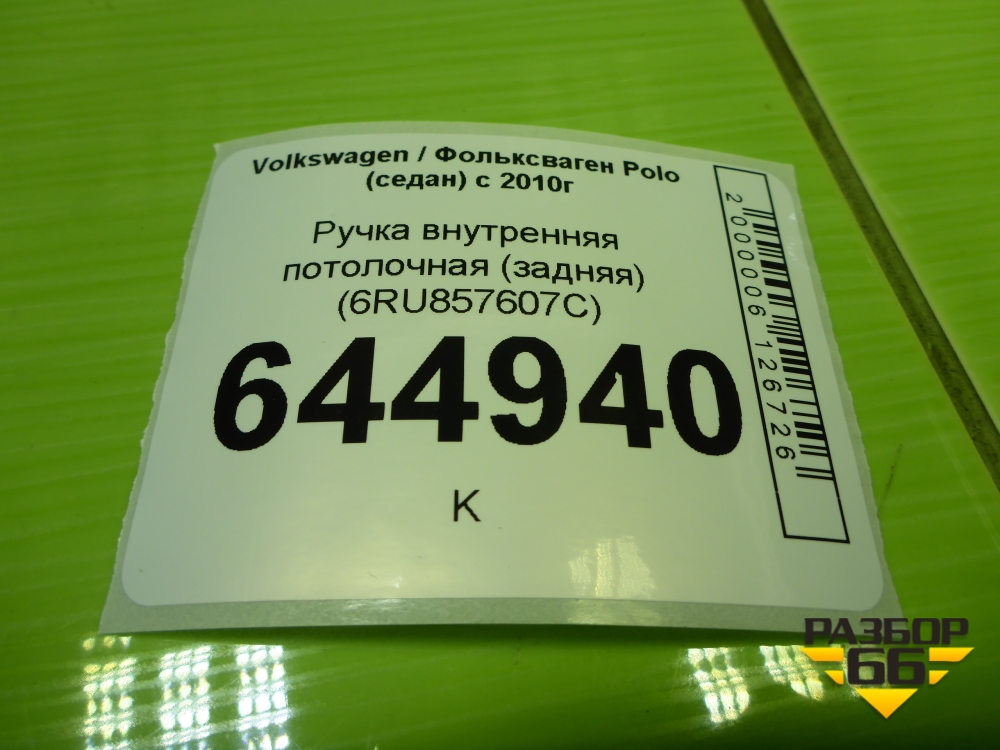 Volkswagen / Фольксваген Polo
(седан) с 2010г
Ручка внутренняя
потолочная (задняя)
(6RU857607C)
644940
К
2000006126726
РАЗБОР
66